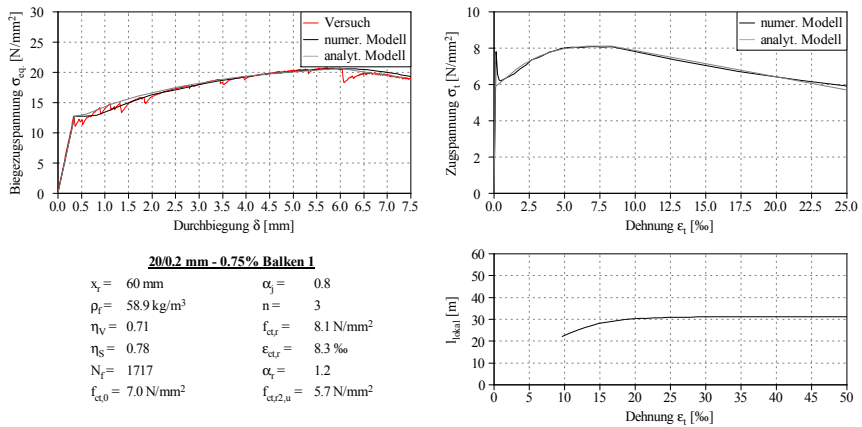 Biegezugspannung σeq. [N/mm²]
30
25
20
15
10
5
0
Versuch
numer. Modell
analyt. Modell
0.0 0.5 1.0 1.5 2.0 2.5 3.0 3.5 4.0 4.5 5.0 5.5 6.0 6.5 7.0 7.5
Durchbiegung δ [mm]
Zugspannung σt [N/mm²]
10
8
6
4
2
0
numer. Modell
analyt. Modell
0.0 2.5 5.0 7.5 10.0 12.5 15.0 17.5 20.0 22.5 25.0
Dehnung εt [‰]
20/0.2 mm - 0.75% Balken 1
xr = 60 mm αj = 0.8
ρf = 58.9 kg/m³ n = 3
ηV = 0.71 fct,r = 8.1 N/mm²
ηS = 0.78 εct,r = 8.3 ‰
Nf = 1717 αr = 1.2
fct,0 = 7.0 N/mm² fct,r2,u = 5.7 N/mm²
llokal [m]
60
50
40
30
20
10
0
0 5 10 15 20 25 30 35 40 45 50
Dehnung εt [‰]